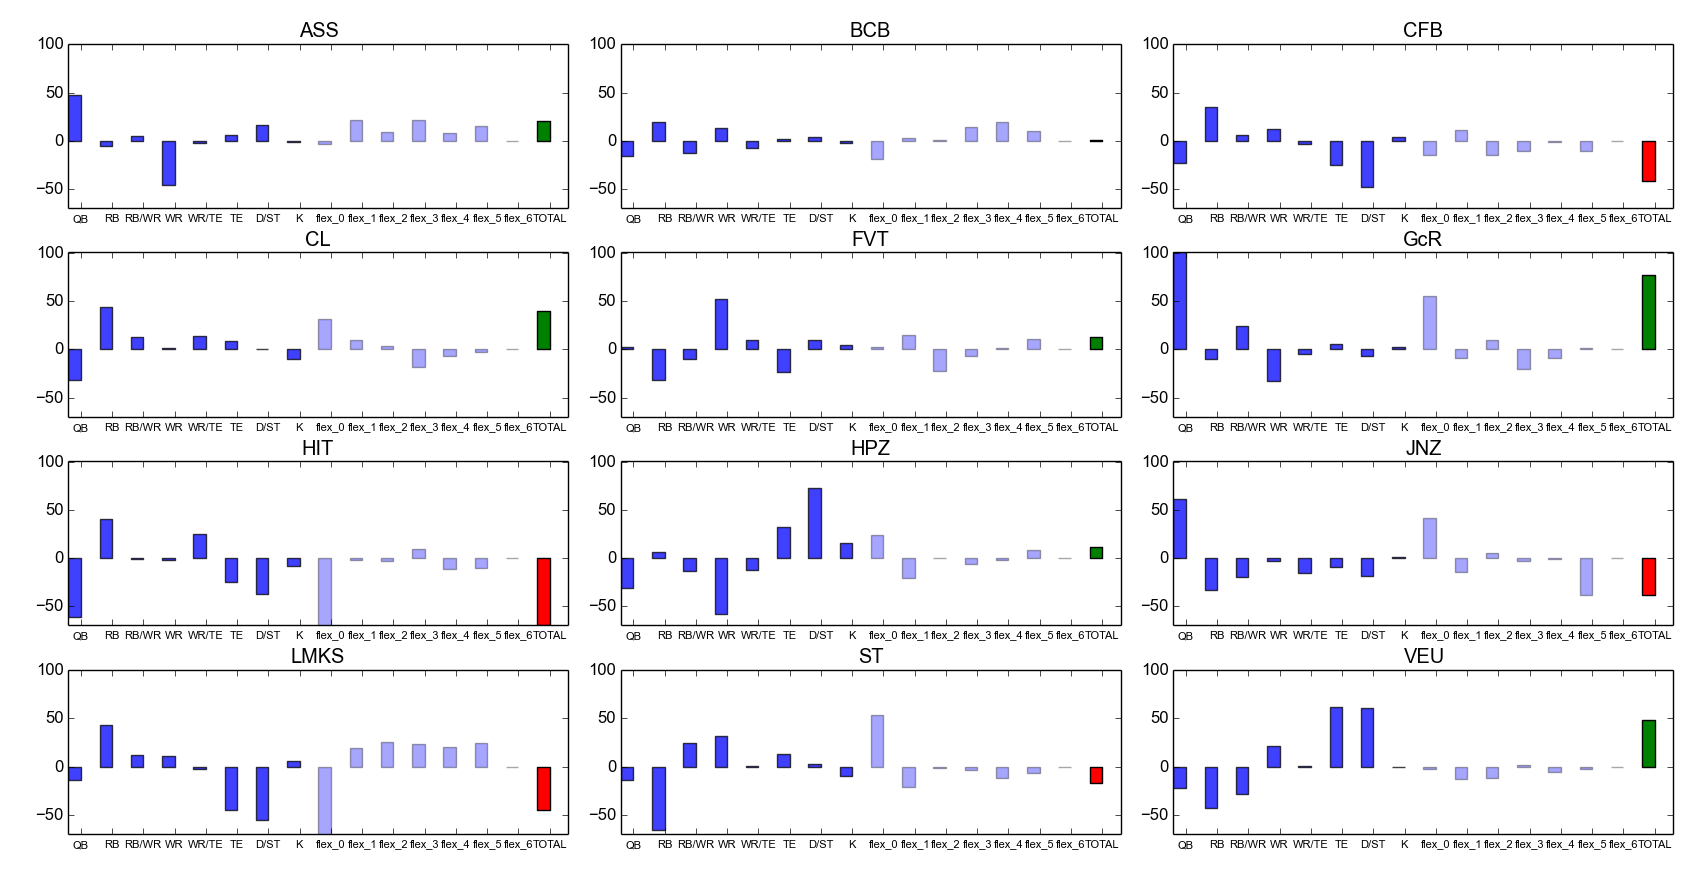 ASS BCB CFB
100 100 100
50 50 50
0 0 0
−50 −50 −50
QB RB RB/WR WR WR/TE TE D/ST K flex_0 flex_1 flex_2 flex_3 flex_4 flex_5 flex_6 TOTAL QB RB RB/WR WR WR/TE TE D/ST K flex_0 flex_1 flex_2 flex_3 flex_4 flex_5 flex_6 TOTAL QB RB RB/WR WR WR/TE TE D/ST K flex_0 flex_1 flex_2 flex_3 flex_4 flex_5 flex_6 TOTAL
CL FVT GcR
100 100 100
50 50 50
0 0 0
−50 −50 −50
QB RB RB/WR WR WR/TE TE D/ST K flex_0 flex_1 flex_2 flex_3 flex_4 flex_5 flex_6 TOTAL QB RB RB/WR WR WR/TE TE D/ST K flex_0 flex_1 flex_2 flex_3 flex_4 flex_5 flex_6 TOTAL QB RB RB/WR WR WR/TE TE D/ST K flex_0 flex_1 flex_2 flex_3 flex_4 flex_5 flex_6 TOTAL
HIT HPZ JNZ
100 100 100
50 50 50
0 0 0
−50 −50 −50
QB RB RB/WR WR WR/TE TE D/ST K flex_0 flex_1 flex_2 flex_3 flex_4 flex_5 flex_6 TOTAL QB RB RB/WR WR WR/TE TE D/ST K flex_0 flex_1 flex_2 flex_3 flex_4 flex_5 flex_6 TOTAL QB RB RB/WR WR WR/TE TE D/ST K flex_0 flex_1 flex_2 flex_3 flex_4 flex_5 flex_6 TOTAL
LMKS ST VEU
100 100 100
50 50 50
0 0 0
−50 −50 −50
QB RB RB/WR WR WR/TE TE D/ST K flex_0 flex_1 flex_2 flex_3 flex_4 flex_5 flex_6 TOTAL QB RB RB/WR WR WR/TE TE D/ST K flex_0 flex_1 flex_2 flex_3 flex_4 flex_5 flex_6 TOTAL QB RB RB/WR WR WR/TE TE D/ST K flex_0 flex_1 flex_2 flex_3 flex_4 flex_5 flex_6 TOTAL